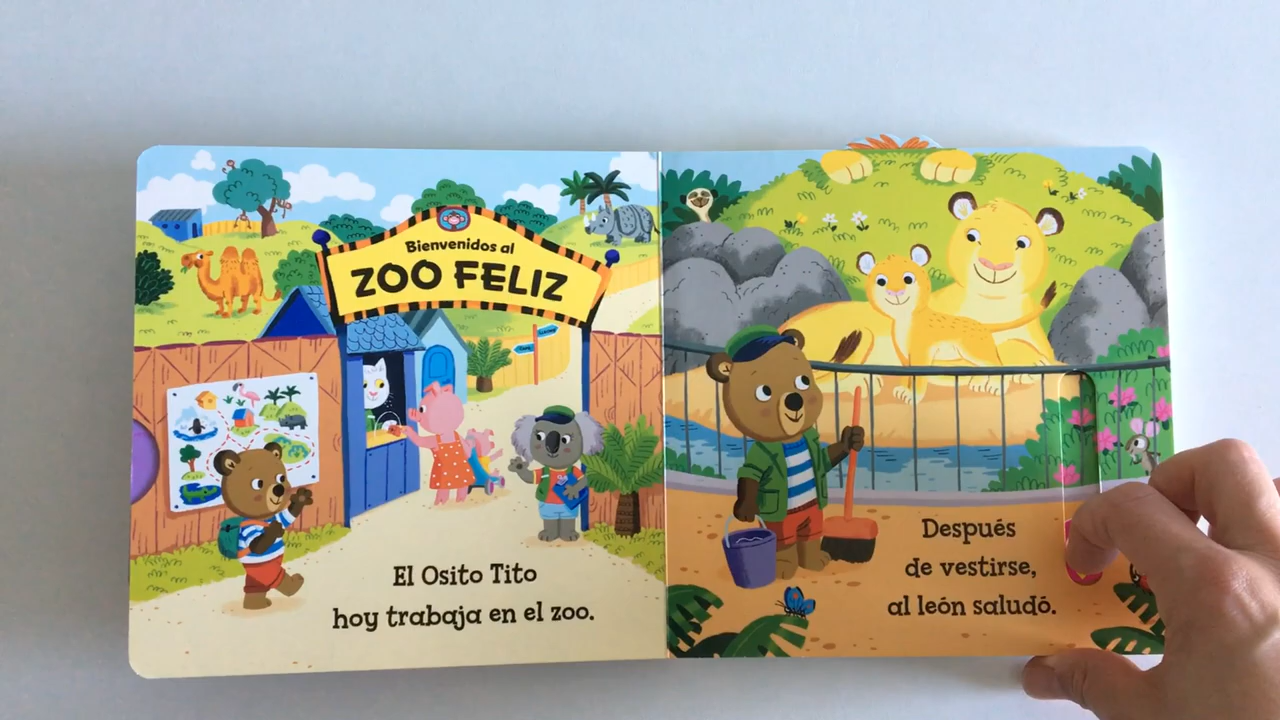 Bienvenidos al
ZOO FELIZ
El Osito Tito
hoy trabaja en el zoo.
Después
de vestirse,
al león saludó.